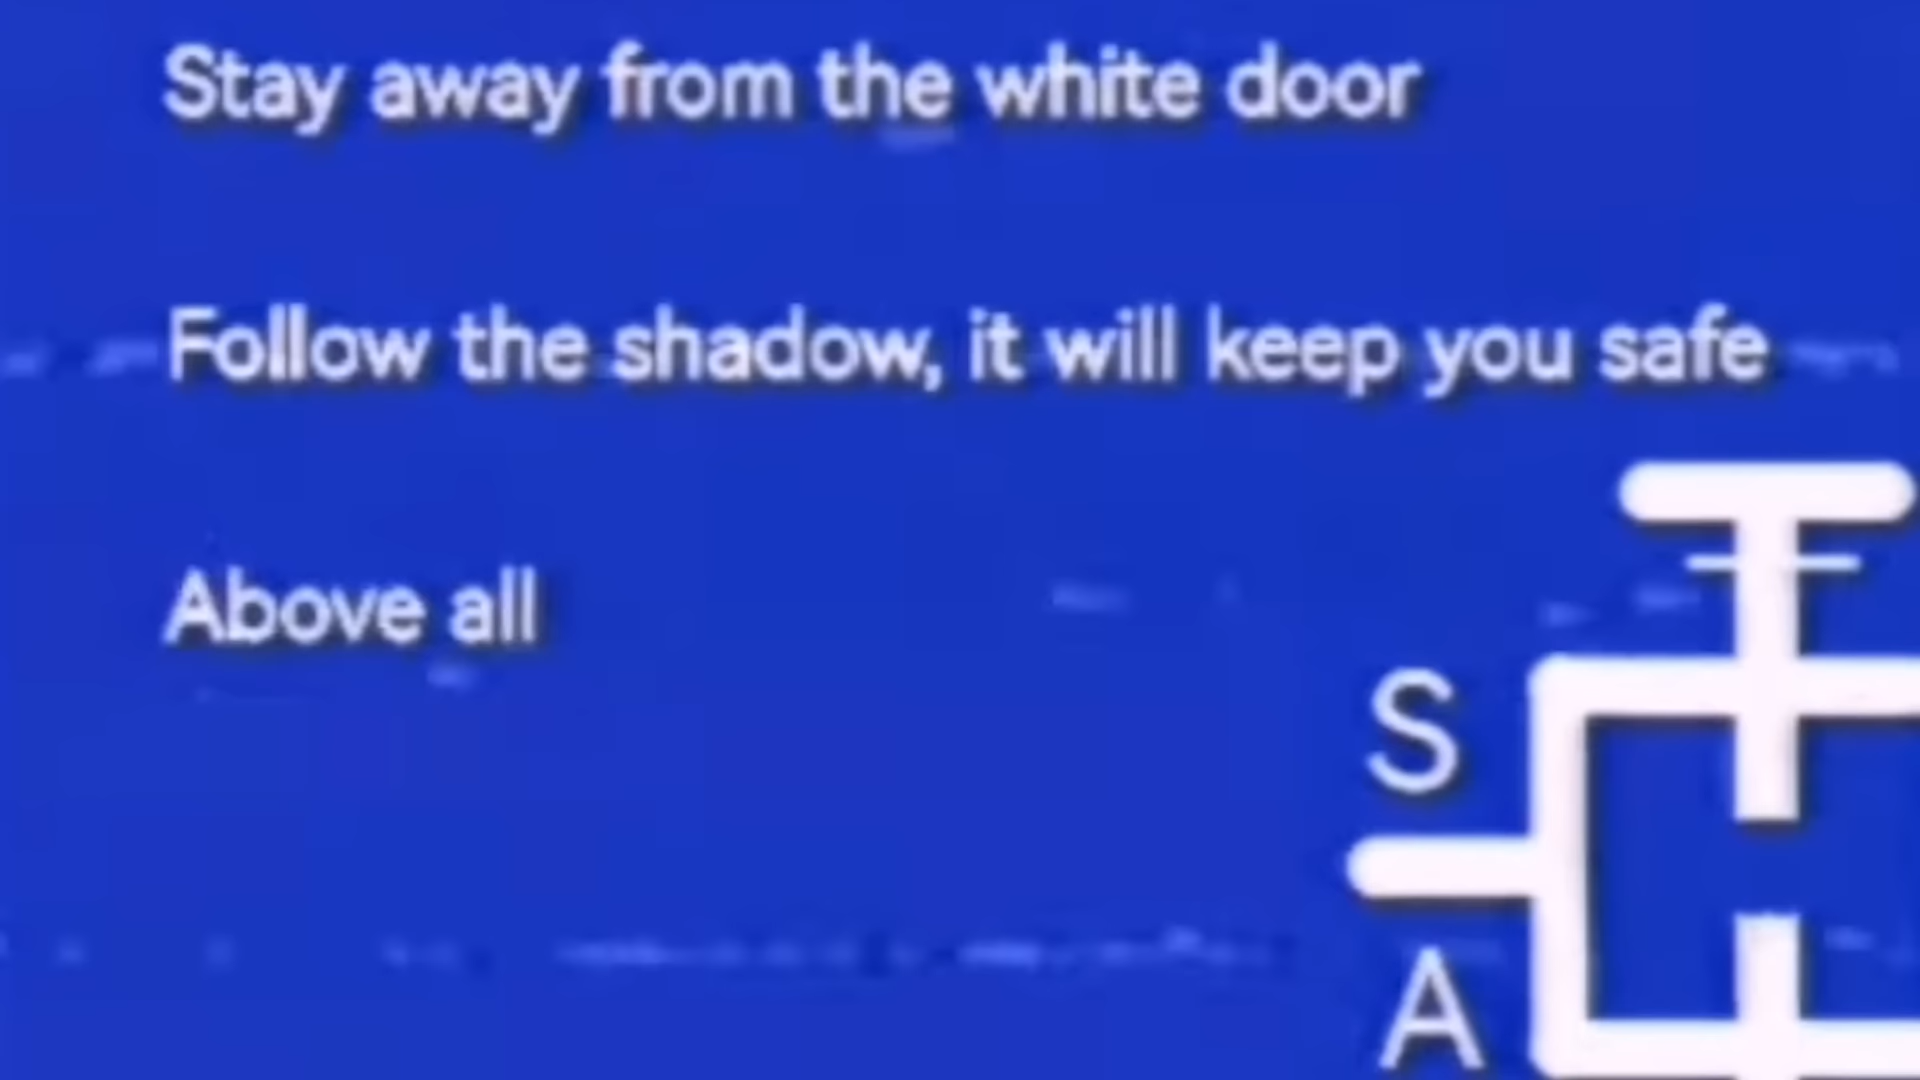 Stay away from the white door
Follow the shadow, it will keep you safe
Above all
S
A